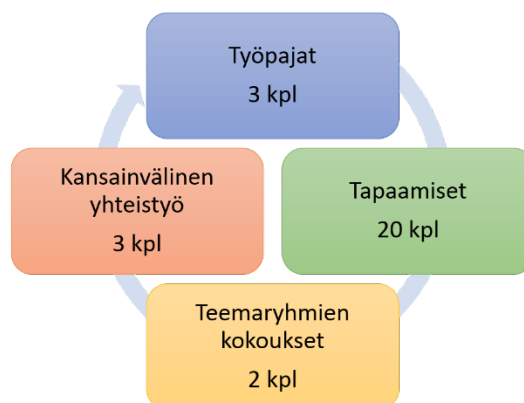 Työpajat
3 kpl
Tapaamiset
20 kpl
Teemaryhmien
kokoukset
2 kpl
Kansainvälinen
yhteistyö
3 kpl